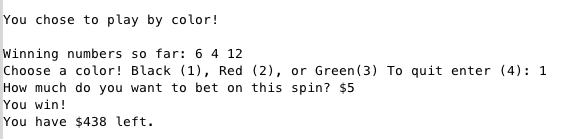 You chose to play by color!
Winning numbers so far: 6 4 12
Choose a color! Black (1), Red (2), or Green(3) To quit enter (4): 1
How much do you want to bet on this spin? $5
You win!
You have $438 left.